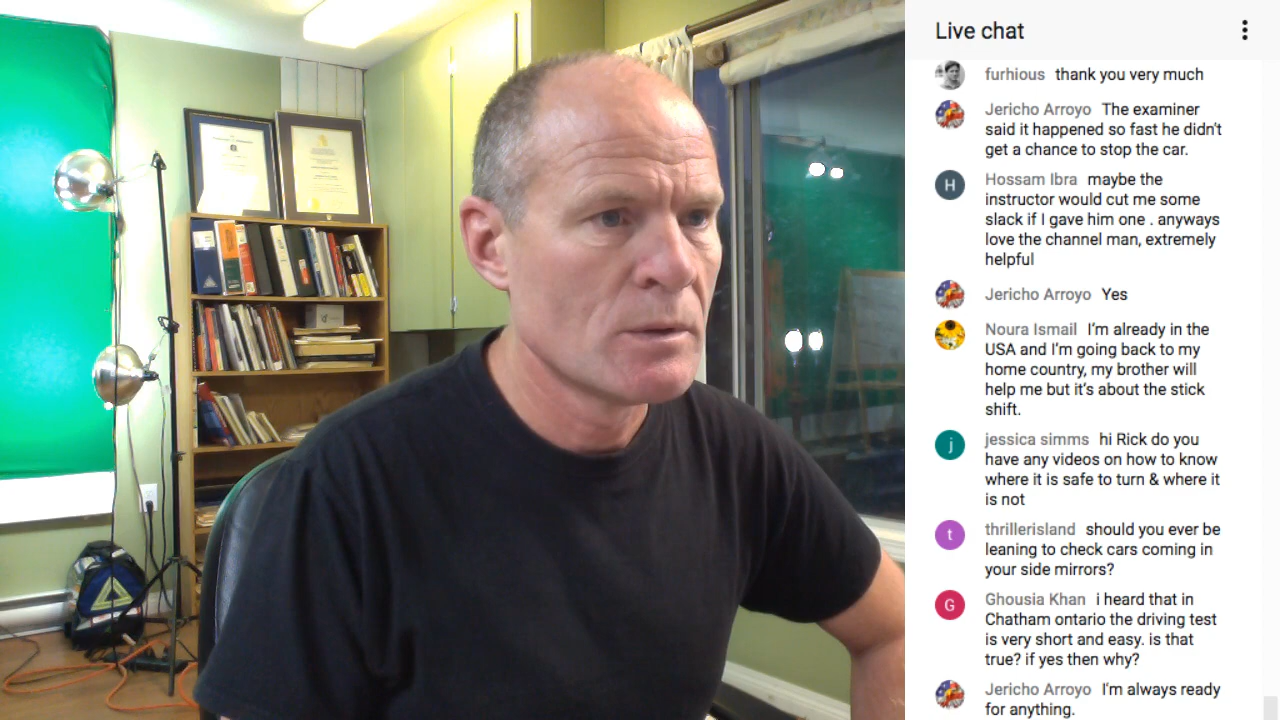 Live chat
furhious thank you very much
Jericho Arroyo The examiner
said it happened so fast he didn't
get a chance to stop the car.
H
Hossam Ibra maybe the
instructor would cut me some
slack if I gave him one . anyways
love the channel man, extremely
helpful
Jericho Arroyo Yes
Noura Ismail I'm already in the
USA and I'm going back to my
home country, my brother will
help me but it's about the stick
shift.
j
jessica simms hi Rick do you
have any videos on how to know
where it is safe to turn & where it
is not
t
thrillerisland should you ever be
leaning to check cars coming in
your side mirrors?
G
Ghousia Khan i heard that in
Chatham ontario the driving test
is very short and easy. is that
true? if yes then why?
Jericho Arroyo I'm always ready
for anything.